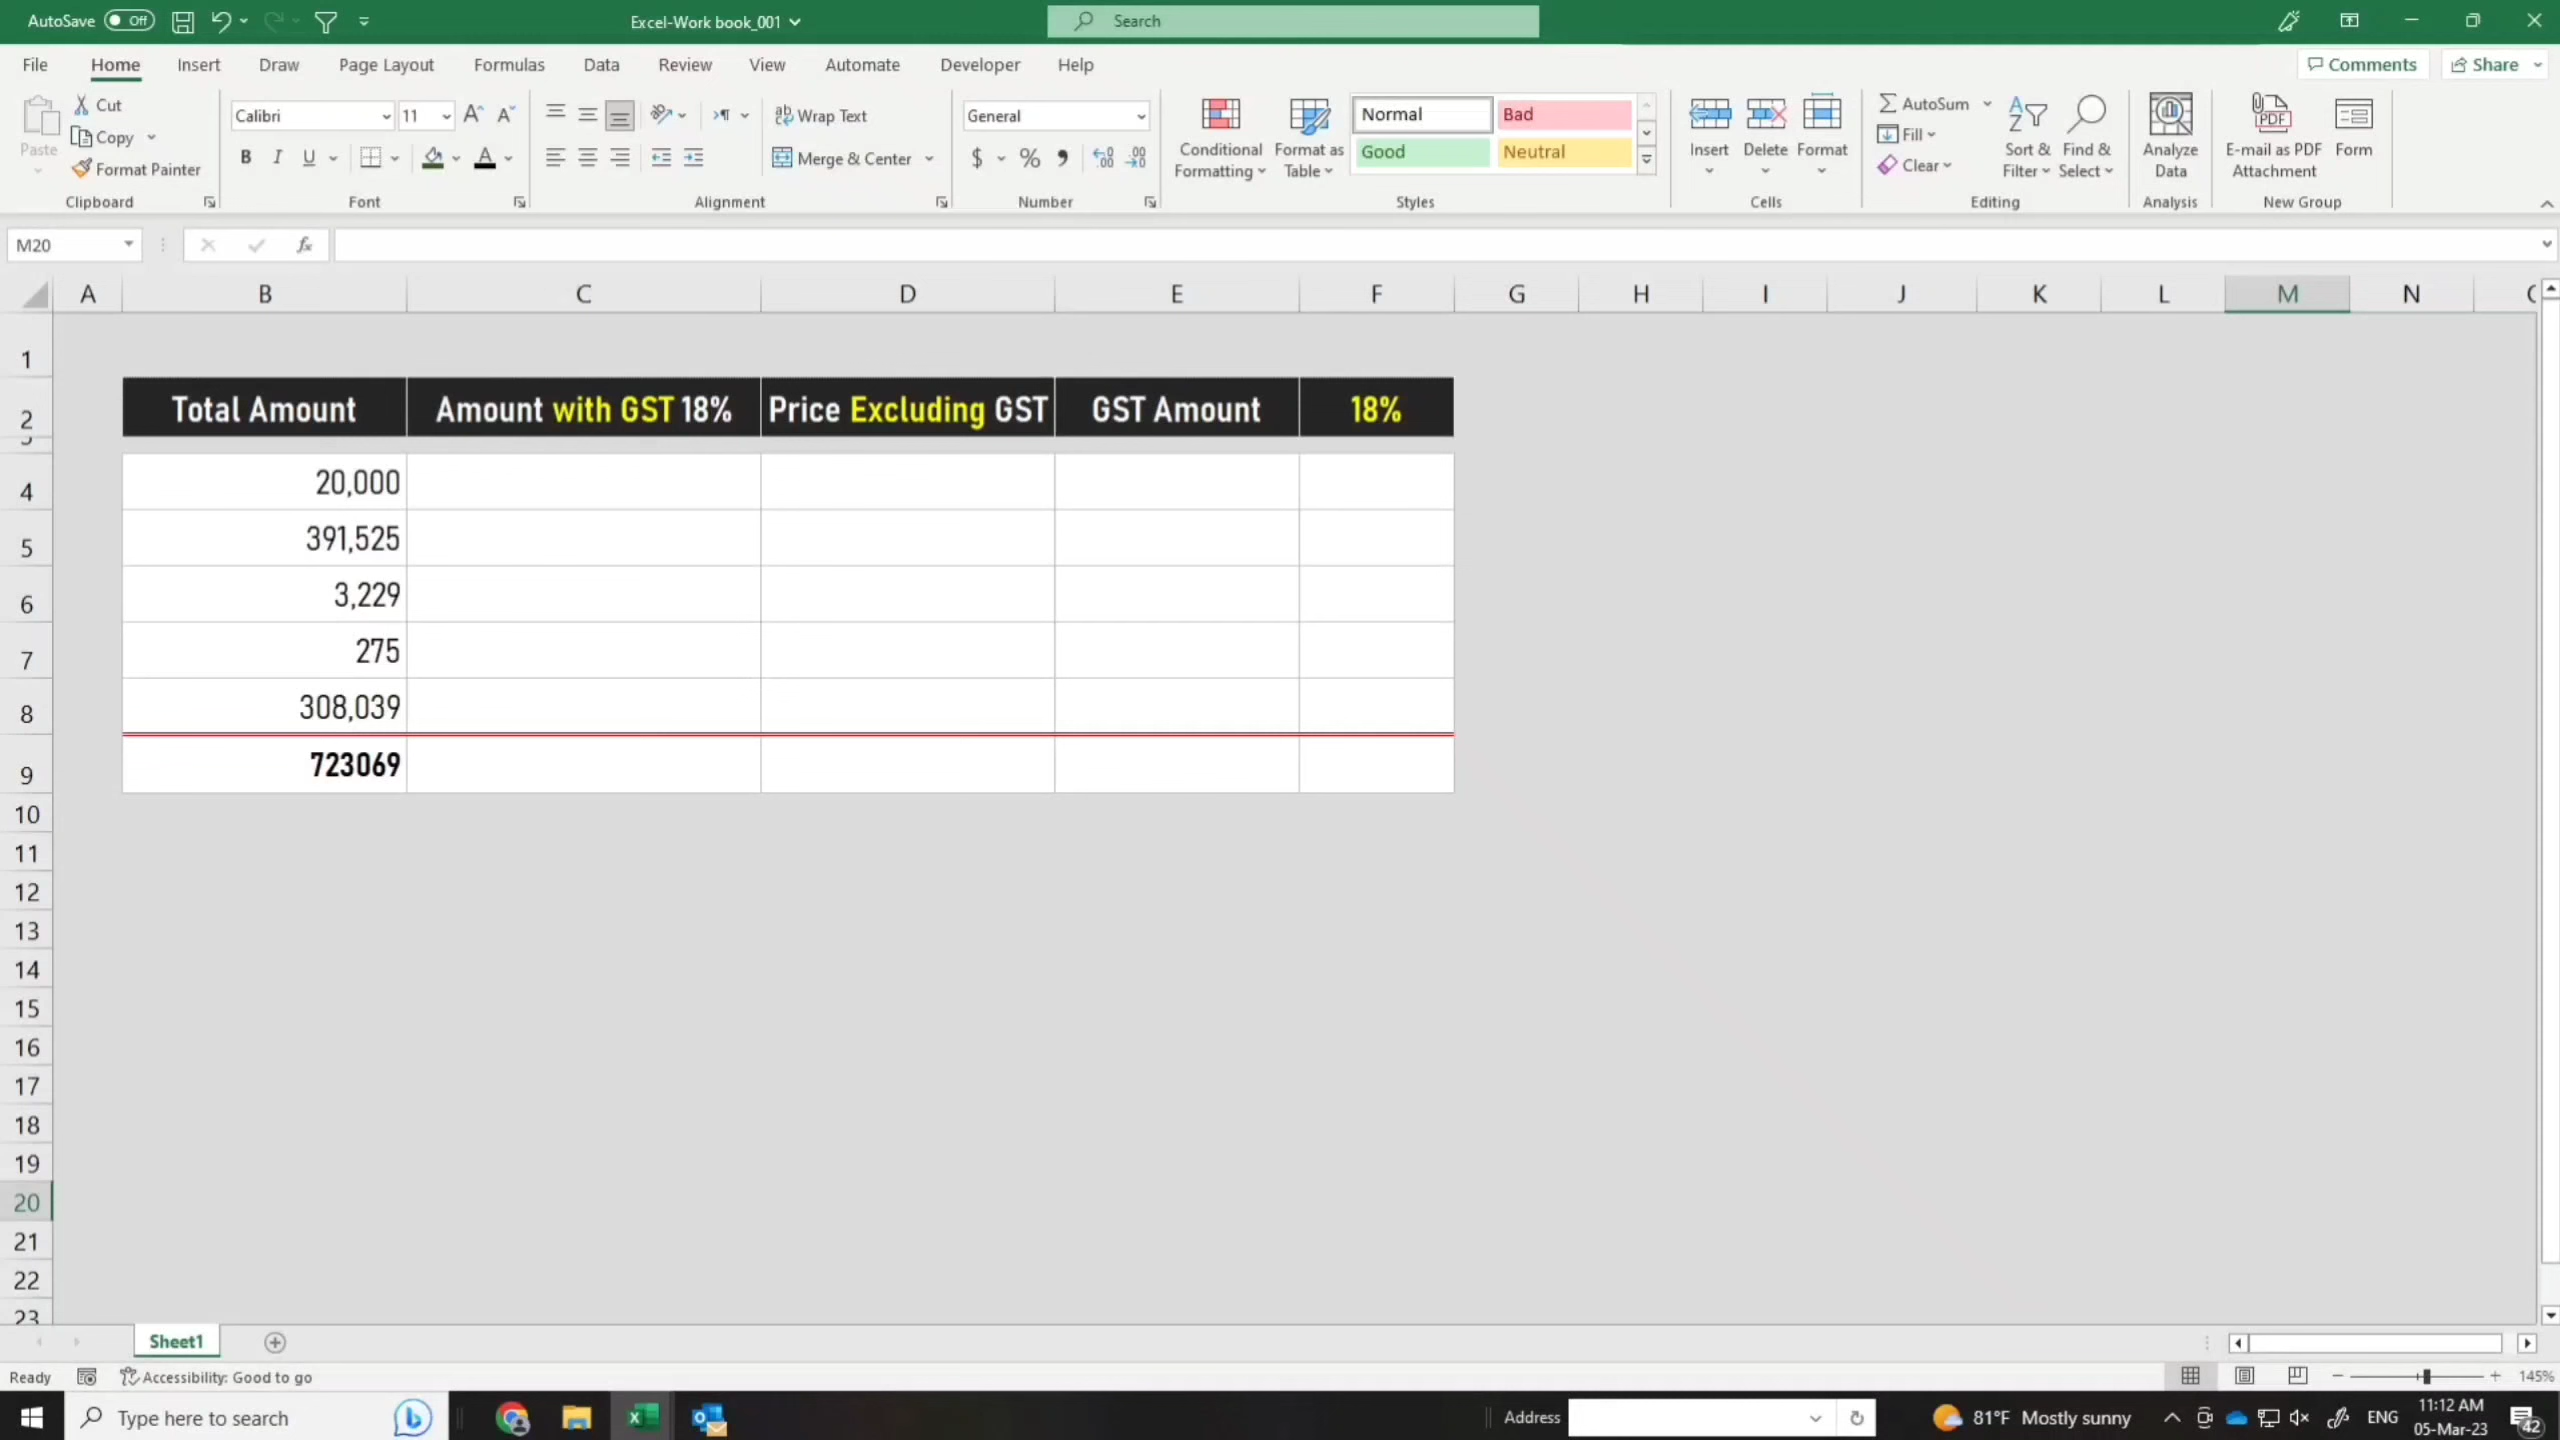 AutoSave Off Excel-Work book_001 Search
File Home Insert Draw Page Layout Formulas Data Review View Automate Developer Help Comments Share
Paste Cut Copy Format Painter Clipboard
Calibri 11 B I U A Font
Wrap Text Merge & Center Alignment
General $ % Number
Conditional Formatting Format as Table Normal Bad Good Neutral Styles
Insert Delete Format Cells
AutoSum Fill Clear Sort & Filter Find & Select Editing
Analyze Data Analysis
E-mail as PDF Attachment Form New Group
M20 fx
A B C D E F G H I J K L M N
1
2 Total Amount Amount with GST 18% Price Excluding GST GST Amount 18%
4 20,000
5 391,525
6 3,229
7 275
8 308,039
9 723069
10
11
12
13
14
15
16
17
18
19
20
21
22
23
Sheet1
Ready Accessibility: Good to go 145%
Type here to search Address 81°F Mostly sunny ENG 11:12 AM 05-Mar-23 42